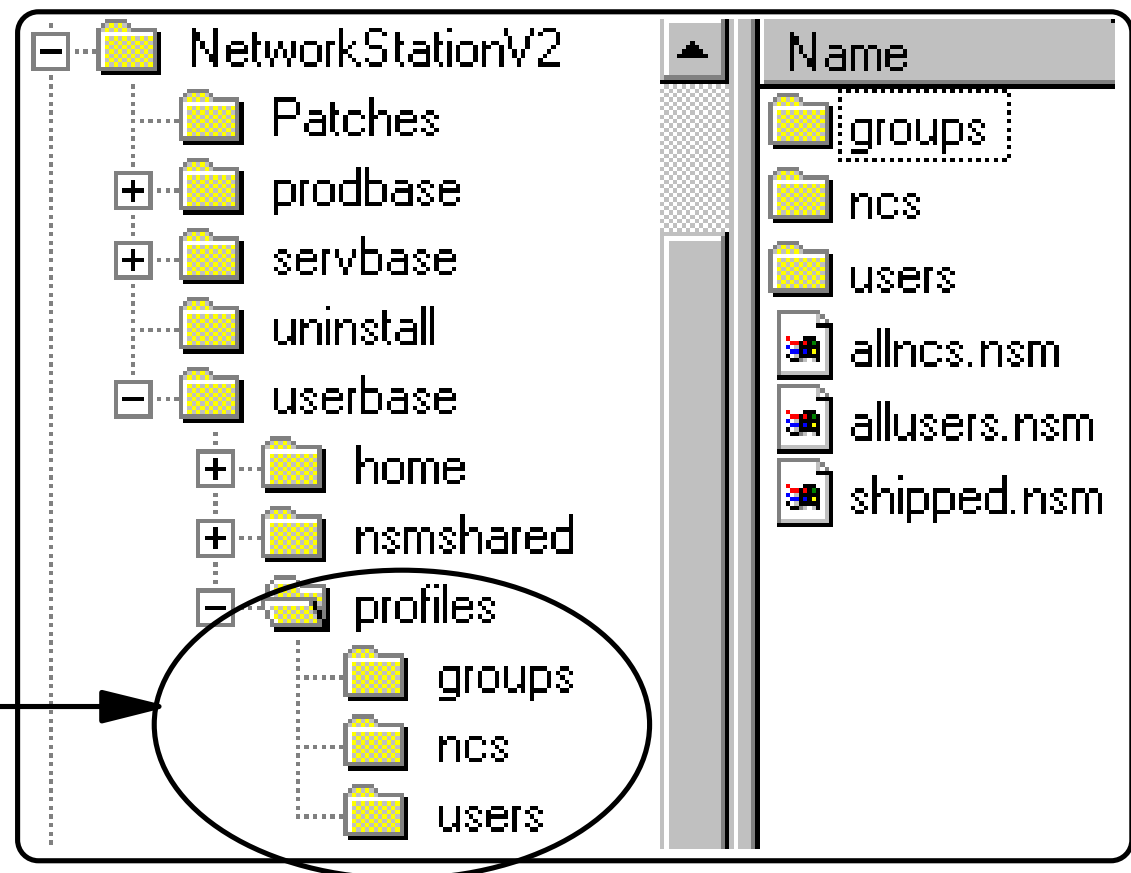 NetworkStationV2
Patches
prodbase
servbase
uninstall
userbase
home
nsmshared
profiles
groups
ncs
users
Name
groups
ncs
users
allncs.nsm
allusers.nsm
shipped.nsm